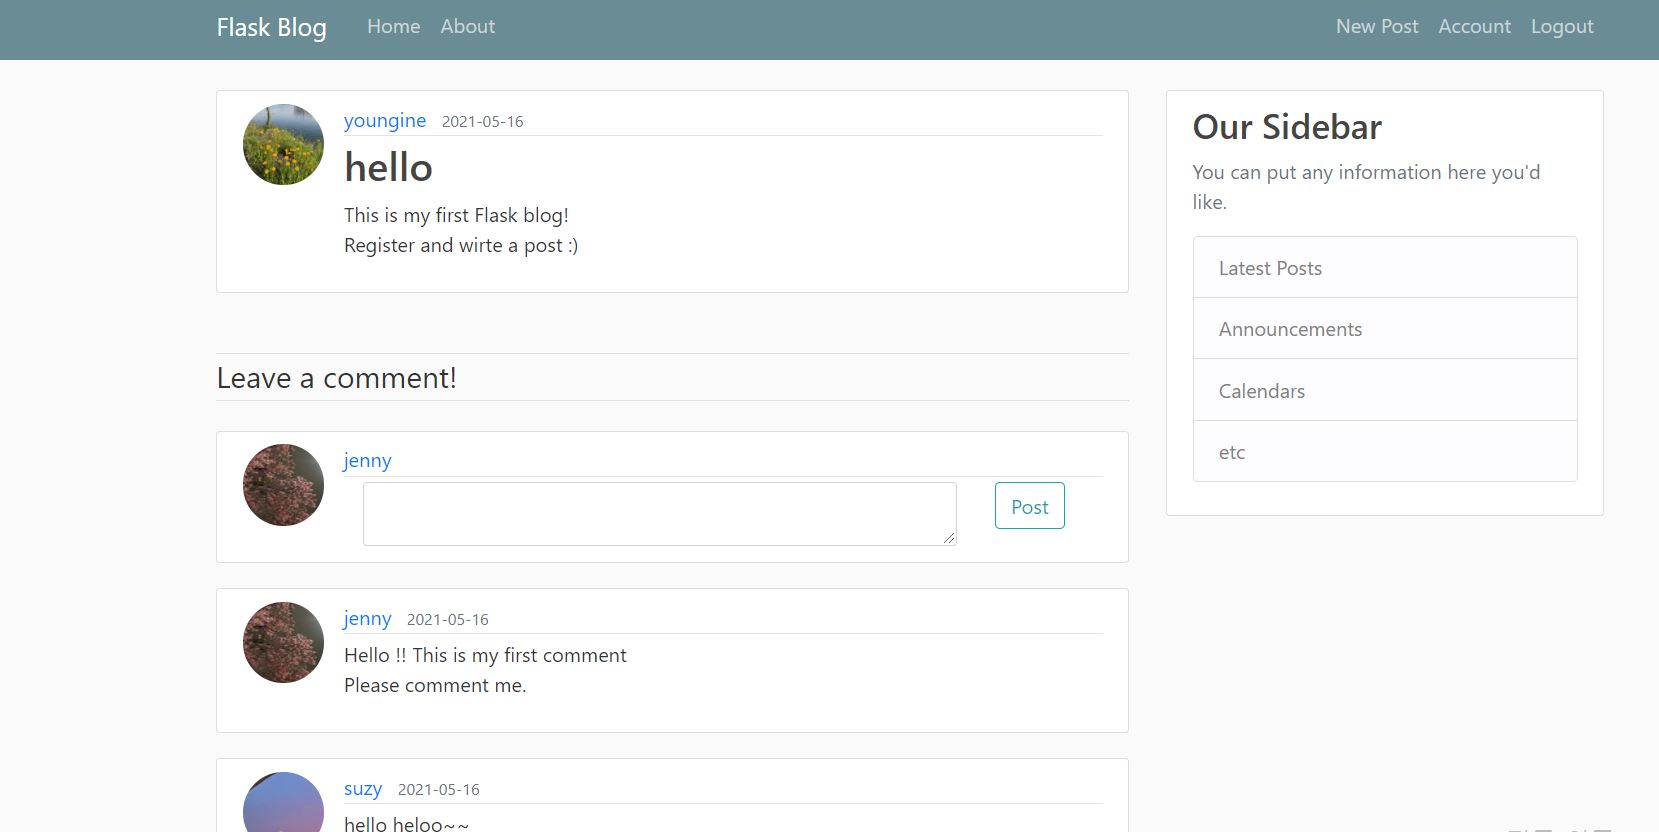 Flask Blog Home About New Post Account Logout
youngine 2021-05-16
hello
This is my first Flask blog!
Register and wirte a post :)
Leave a comment!
jenny
Post
jenny 2021-05-16
Hello !! This is my first comment
Please comment me.
suzy 2021-05-16
hello heloo~~
Our Sidebar
You can put any information here you'd
like.
Latest Posts
Announcements
Calendars
etc